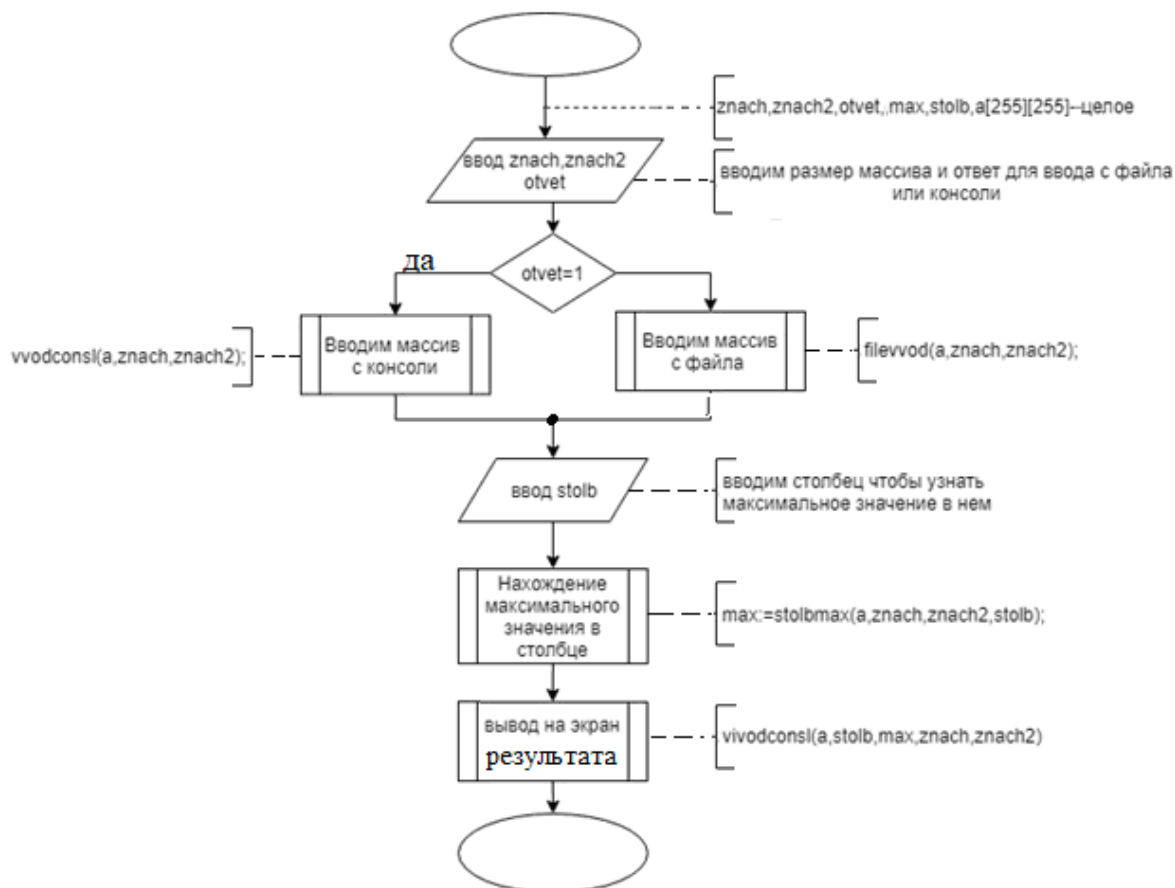 znach,znach2,otvet,,max,stolb,a[255][255]--целое
ввод znach,znach2
otvet
вводим размер массива и ответ для ввода с файла
или консоли
да
otvet=1
vvodconsl(a,znach,znach2);
Вводим массив
с консоли
Вводим массив
с файла
filevvod(a,znach,znach2);
ввод stolb
вводим столбец чтобы узнать
максимальное значение в нем
Нахождение
максимального
значения в
столбце
max:=stolbmax(a,znach,znach2,stolb);
вывод на экран
результата
vivodconsl(a,stolb,max,znach,znach2)